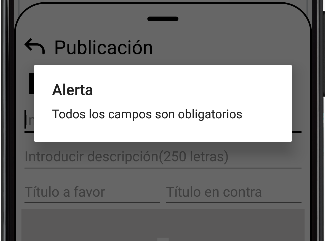 Publicación
Alerta
Todos los campos son obligatorios
Introducir descripción(250 letras)
Título a favor
Título en contra